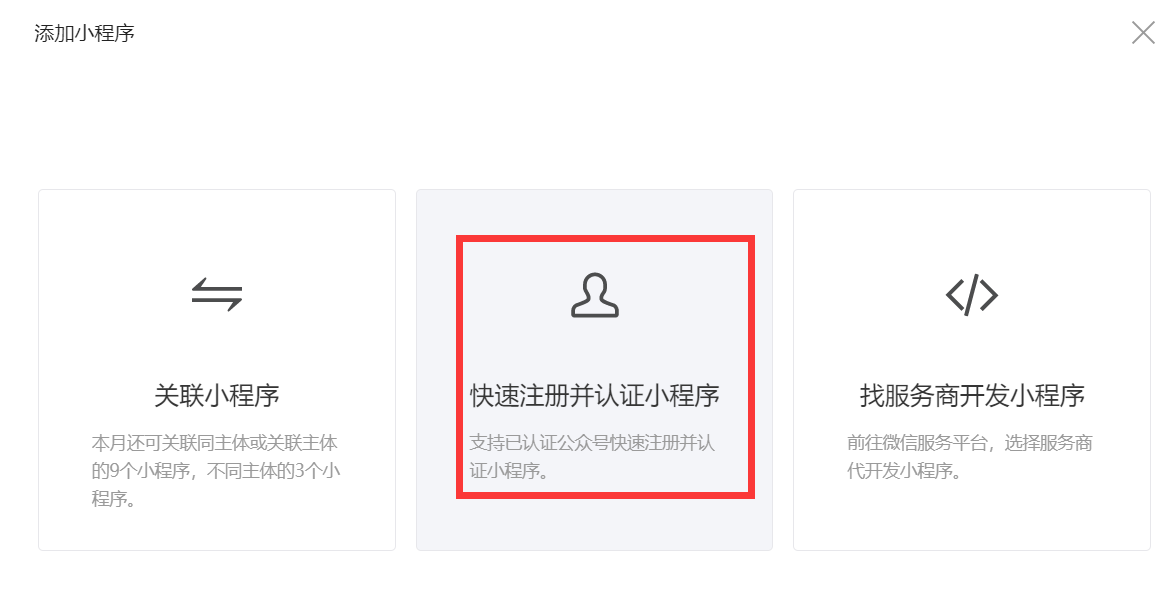 添加小程序
关联小程序
本月还可关联同主体或关联主体
的9个小程序，不同主体的3个小
程序。
快速注册并认证小程序
支持已认证公众号快速注册并认
证小程序。
找服务商开发小程序
前往微信服务平台，选择服务商
代开发小程序。